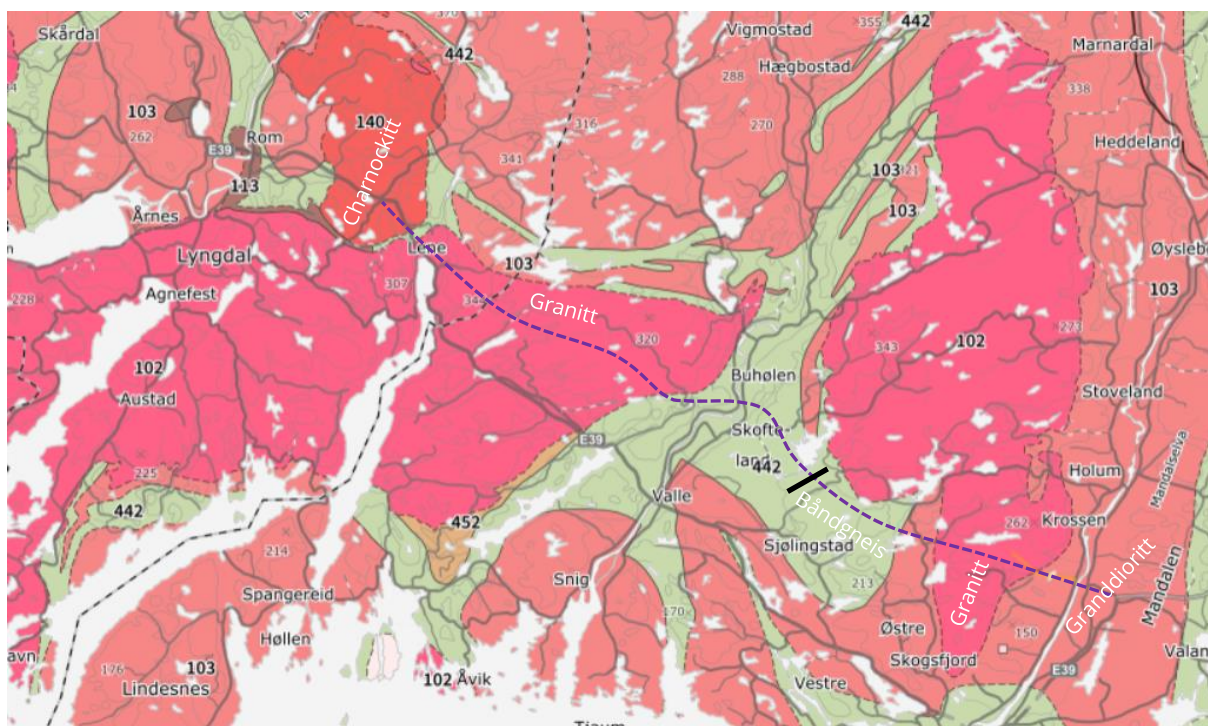 Skårdal
370
442
Vigmostad
355
442
Marnardal
Hægbostad
288
338
103
262
140
316
270
Rom
E39
Heddeland
341
103
113
Charnockitt
103
Årnes
Lene
Øysleb
Lyngdal
103
307
103
Agnefest
228
344
Granitt
273
320
343
102
102
Buhølen
Austad
Stoveland
Skofte-
land
E39
442
Holum
Mandalselva
225
Valle
442
452
Båndgneis
262
Krossen
Sjølingstad
214
Snig
213
Granitt
Granddioritt
Mandalen
Spangereid
170
Østre
150
Høllen
Skogsfjord
avn
176
103
102 Åvik
E39
Valan
Lindesnes
Vestre